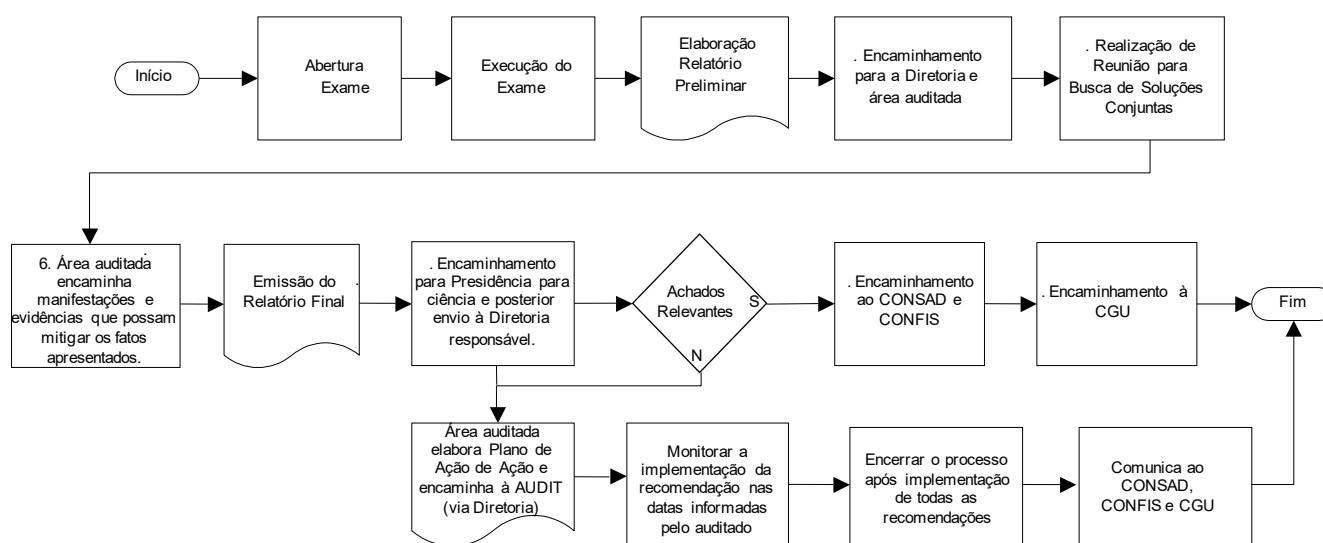 Início
Abertura
Exame
Execução do
Exame
Elaboração
Relatório
Preliminar
. Encaminhamento
para a Diretoria e
área auditada
. Realização de
Reunião para
Busca de Soluções
Conjuntas
6. Área auditada
encaminha
manifestações e
evidências que possam
mitigar os fatos
apresentados.
Emissão do
Relatório Final
. Encaminhamento
para Presidência para
ciência e posterior
envio à Diretoria
responsável.
Achados
Relevantes
S
N
. Encaminhamento
ao CONSAD e
CONFIS
. Encaminhamento à
CGU
Fim
Área auditada
elabora Plano de
Ação de Ação e
encaminha à AUDIT
(via Diretoria)
Monitorar a
implementação da
recomendação nas
datas informadas
pelo auditado
Encerrar o processo
após implementação
de todas as
recomendações
Comunica ao
CONSAD,
CONFIS e CGU